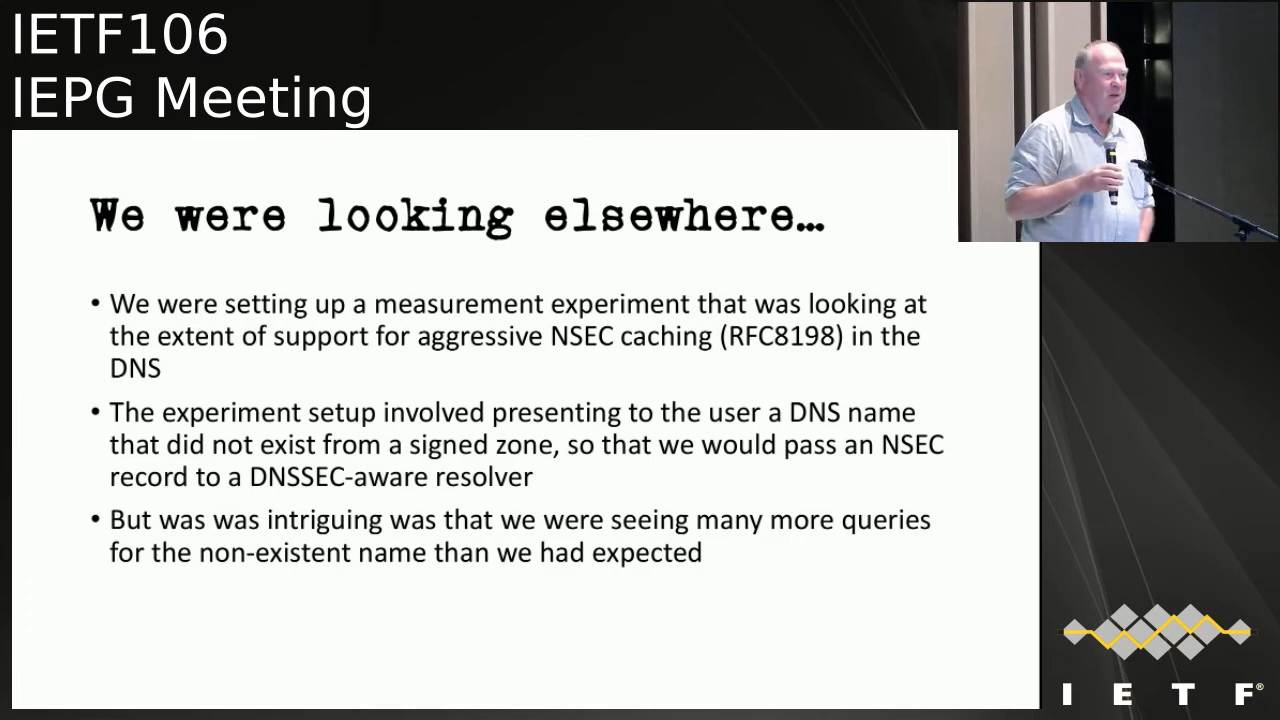 IETF106
IEPG Meeting
We were looking elsewhere…
• We were setting up a measurement experiment that was looking at
the extent of support for aggressive NSEC caching (RFC8198) in the
DNS
• The experiment setup involved presenting to the user a DNS name
that did not exist from a signed zone, so that we would pass an NSEC
record to a DNSSEC-aware resolver
• But was was intriguing was that we were seeing many more queries
for the non-existent name than we had expected
I E T F®